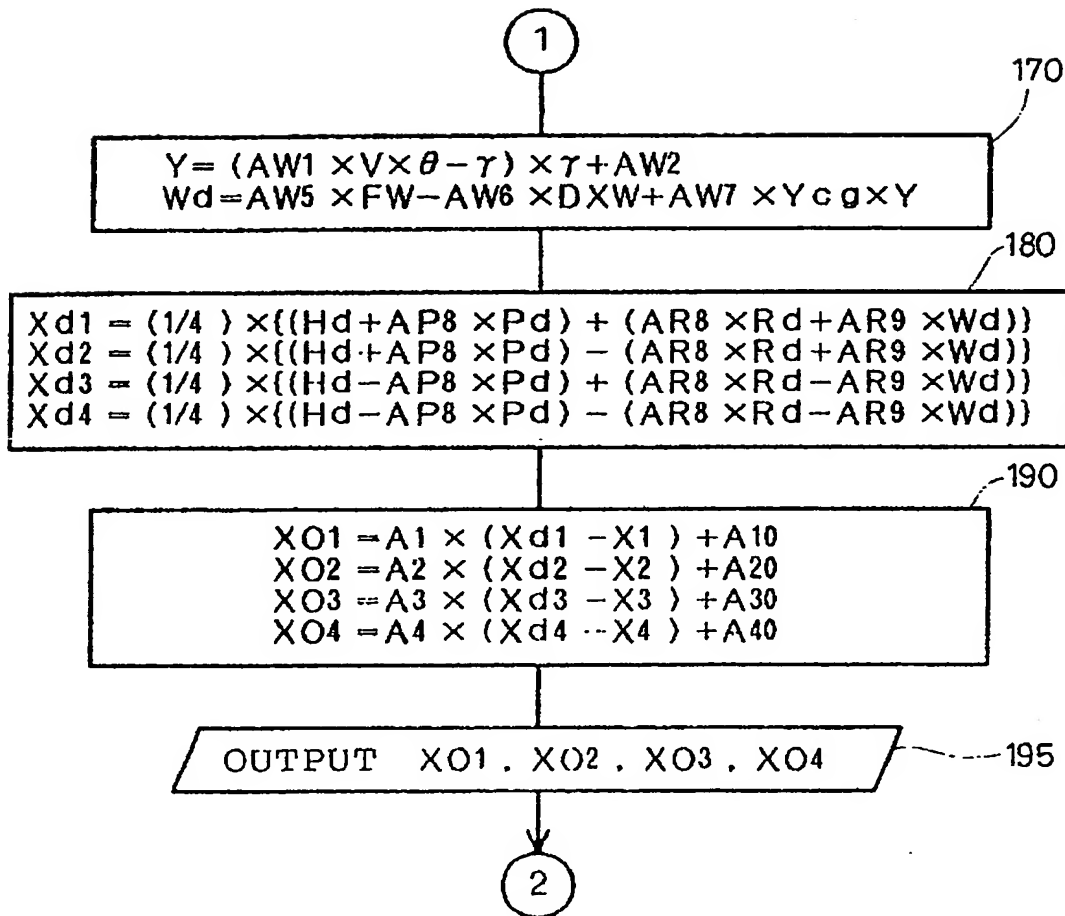 1
170
Y= (AW1 ×V×θ−γ) ×γ+AW2
Wd=AW5 ×FW−AW6 ×DXW+AW7 ×Ycg×Y
180
Xd1 = (1/4 ) ×{(Hd+AP8 ×Pd) + (AR8 ×Rd+AR9 ×Wd)}
Xd2 = (1/4 ) ×{(Hd+AP8 ×Pd) − (AR8 ×Rd+AR9 ×Wd)}
Xd3 = (1/4 ) ×{(Hd−AP8 ×Pd) + (AR8 ×Rd−AR9 ×Wd)}
Xd4 = (1/4 ) ×{(Hd−AP8 ×Pd) − (AR8 ×Rd−AR9 ×Wd)}
190
XO1 =A1 × (Xd1 −X1 ) +A10
XO2 =A2 × (Xd2 −X2 ) +A20
XO3 =A3 × (Xd3 −X3 ) +A30
XO4 =A4 × (Xd4 −X4 ) +A40
OUTPUT XO1 . XO2 . XO3 . XO4
195
2